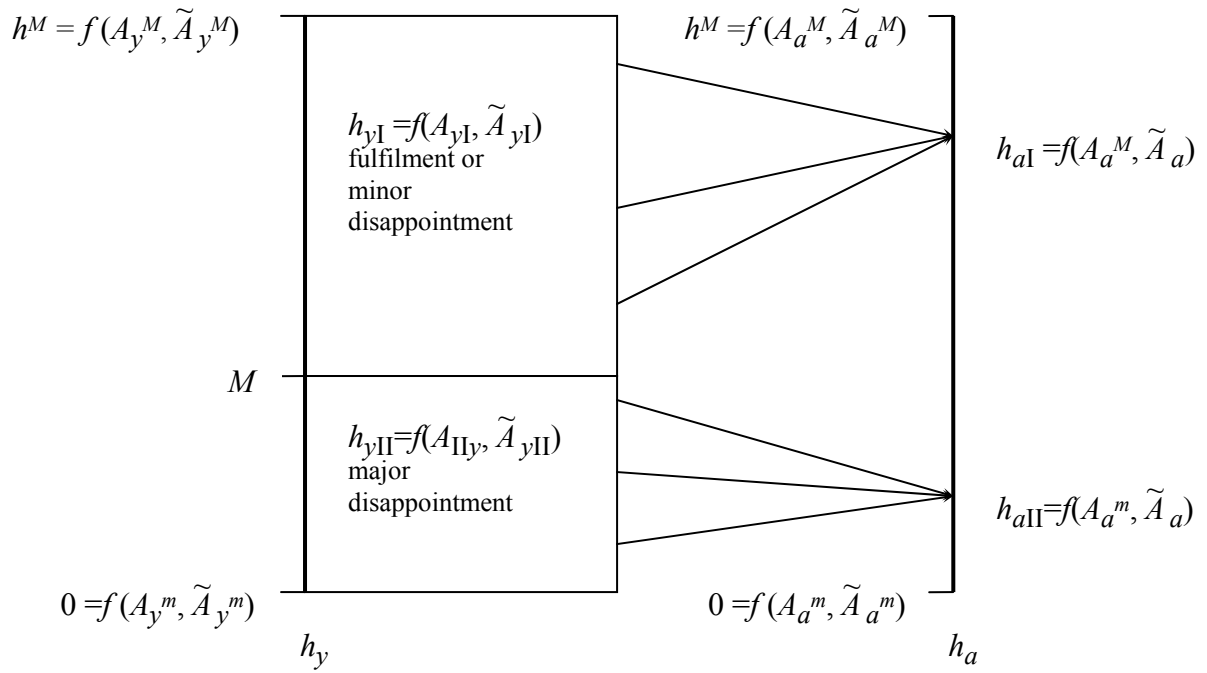 h^M = f (A_y^M, Ã_y^M)
h^M =f (A_a^M, Ã_a^M)
h_yI =f(A_yI, Ã_yI)
fulfilment or
minor
disappointment
h_aI =f(A_a^M, Ã_a)
M
h_yII=f(A_IIy, Ã_yII)
major
disappointment
h_aII=f(A_a^m, Ã_a)
0 =f (A_y^m, Ã_y^m)
0 =f (A_a^m, Ã_a^m)
h_y
h_a